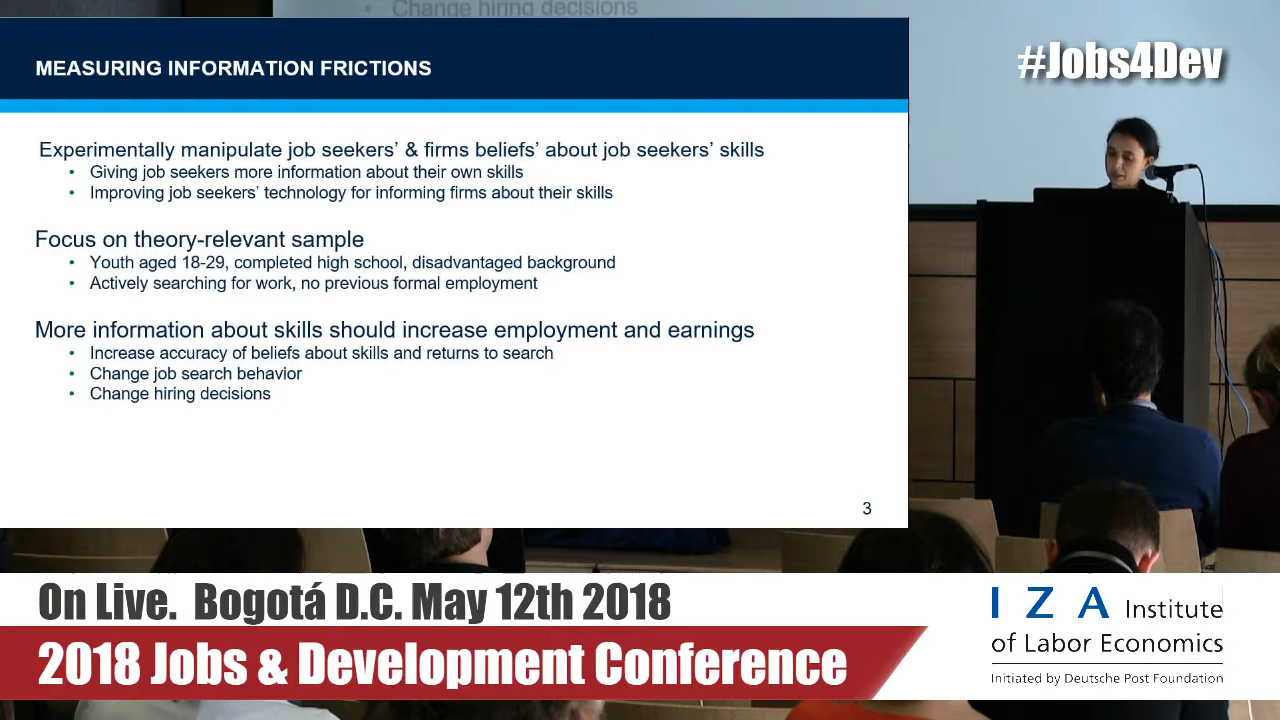 Change hiring decisions
MEASURING INFORMATION FRICTIONS
#Jobs4Dev
Experimentally manipulate job seekers' & firms beliefs' about job seekers' skills
• Giving job seekers more information about their own skills
• Improving job seekers' technology for informing firms about their skills
Focus on theory-relevant sample
• Youth aged 18-29, completed high school, disadvantaged background
• Actively searching for work, no previous formal employment
More information about skills should increase employment and earnings
• Increase accuracy of beliefs about skills and returns to search
• Change job search behavior
• Change hiring decisions
3
On Live. Bogotá D.C. May 12th 2018
2018 Jobs & Development Conference
IZA Institute
of Labor Economics
Initiated by Deutsche Post Foundation